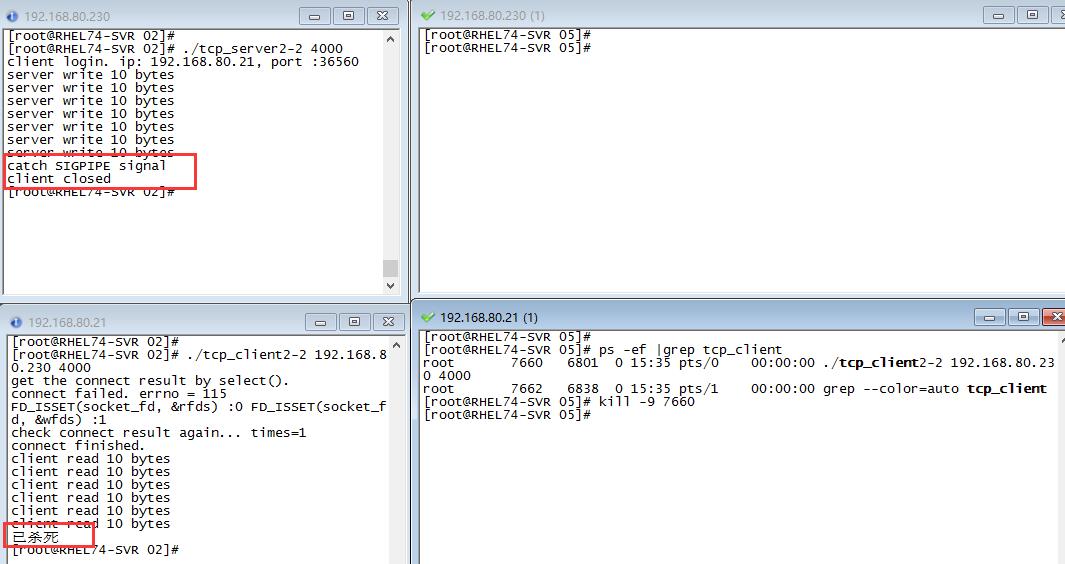 192.168.80.230
[root@RHEL74-SVR 02]#
[root@RHEL74-SVR 02]# ./tcp_server2-2 4000
client login. ip: 192.168.80.21, port :36560
server write 10 bytes
server write 10 bytes
server write 10 bytes
server write 10 bytes
server write 10 bytes
server write 10 bytes
server write 10 bytes
catch SIGPIPE signal
client closed
[root@RHEL74-SVR 02]#
192.168.80.230 (1)
[root@RHEL74-SVR 05]#
[root@RHEL74-SVR 05]#
192.168.80.21
[root@RHEL74-SVR 02]#
[root@RHEL74-SVR 02]# ./tcp_client2-2 192.168.8
0.230 4000
get the connect result by select().
connect failed. errno = 115
FD_ISSET(socket_fd, &rfds) :0 FD_ISSET(socket_f
d, &wfds) :1
check connect result again... times=1
connect finished.
client read 10 bytes
client read 10 bytes
client read 10 bytes
client read 10 bytes
client read 10 bytes
client read 10 bytes
已杀死
[root@RHEL74-SVR 02]#
192.168.80.21 (1)
[root@RHEL74-SVR 05]#
[root@RHEL74-SVR 05]# ps -ef |grep tcp_client
root 7660 6801 0 15:35 pts/0 00:00:00 ./tcp_client2-2 192.168.80.23
0 4000
root 7662 6838 0 15:35 pts/1 00:00:00 grep --color=auto tcp_client
[root@RHEL74-SVR 05]# kill -9 7660
[root@RHEL74-SVR 05]#